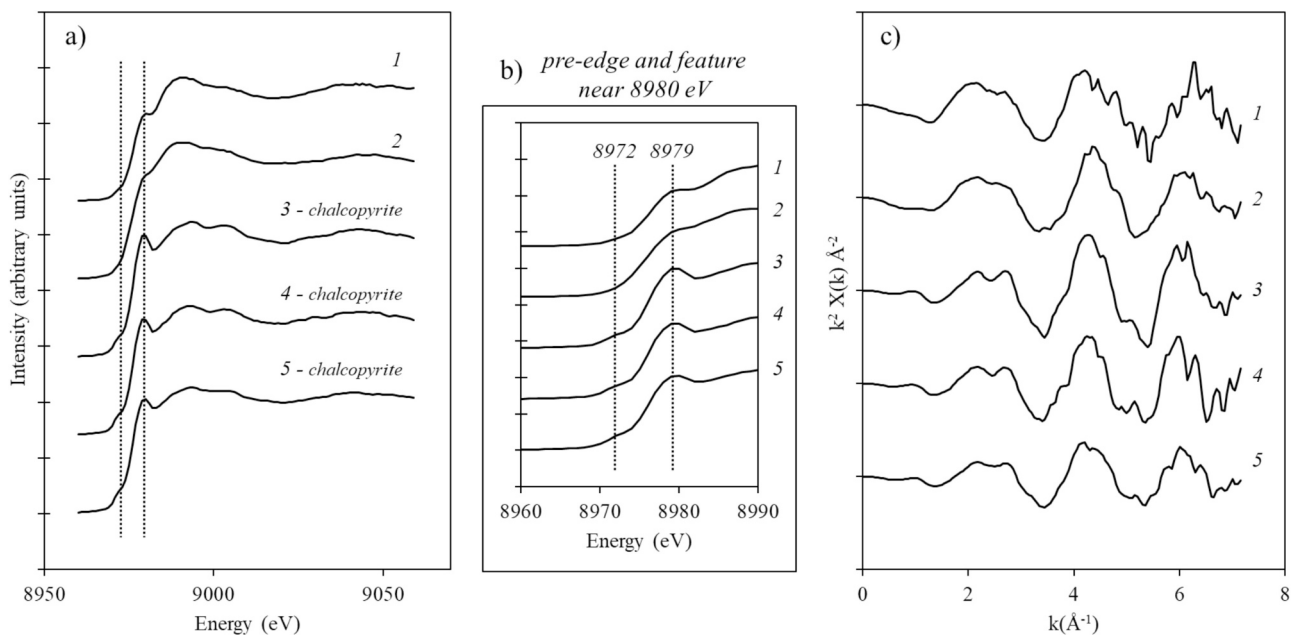 a)
Intensity (arbitrary units)
1
2
3 - chalcopyrite
4 - chalcopyrite
5 - chalcopyrite
8950
9000
9050
Energy (eV)
b)
pre-edge and feature
near 8980 eV
8972
8979
1
2
3
4
5
8960
8970
8980
8990
Energy (eV)
c)
k² X(k) Å⁻²
1
2
3
4
5
0
2
4
6
8
k(Å⁻¹)